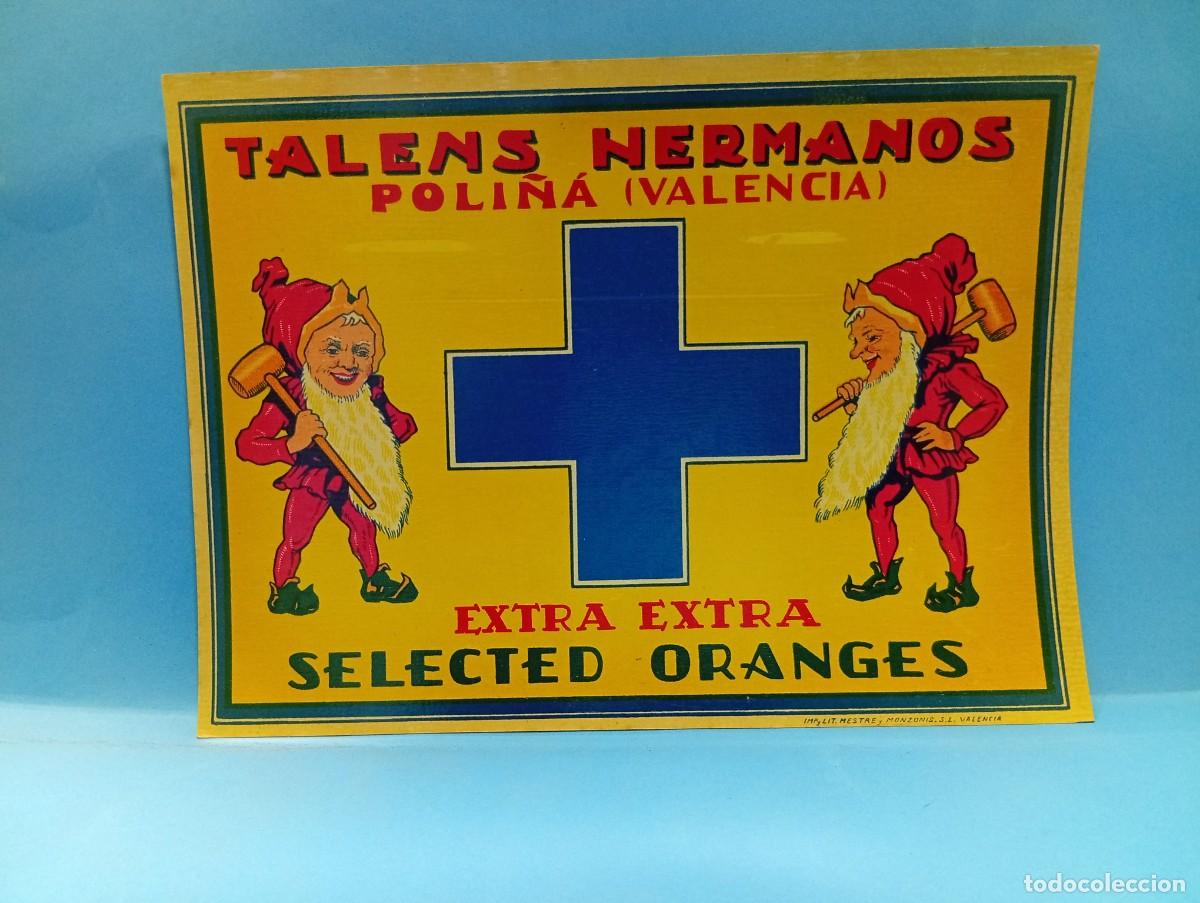 TALENS HERMANOS
POLIÑÁ (VALENCIA)
EXTRA EXTRA
SELECTED ORANGES
IMP. y LIT. MESTRE y MONZONIS. S.L. VALENCIA
todocoleccion